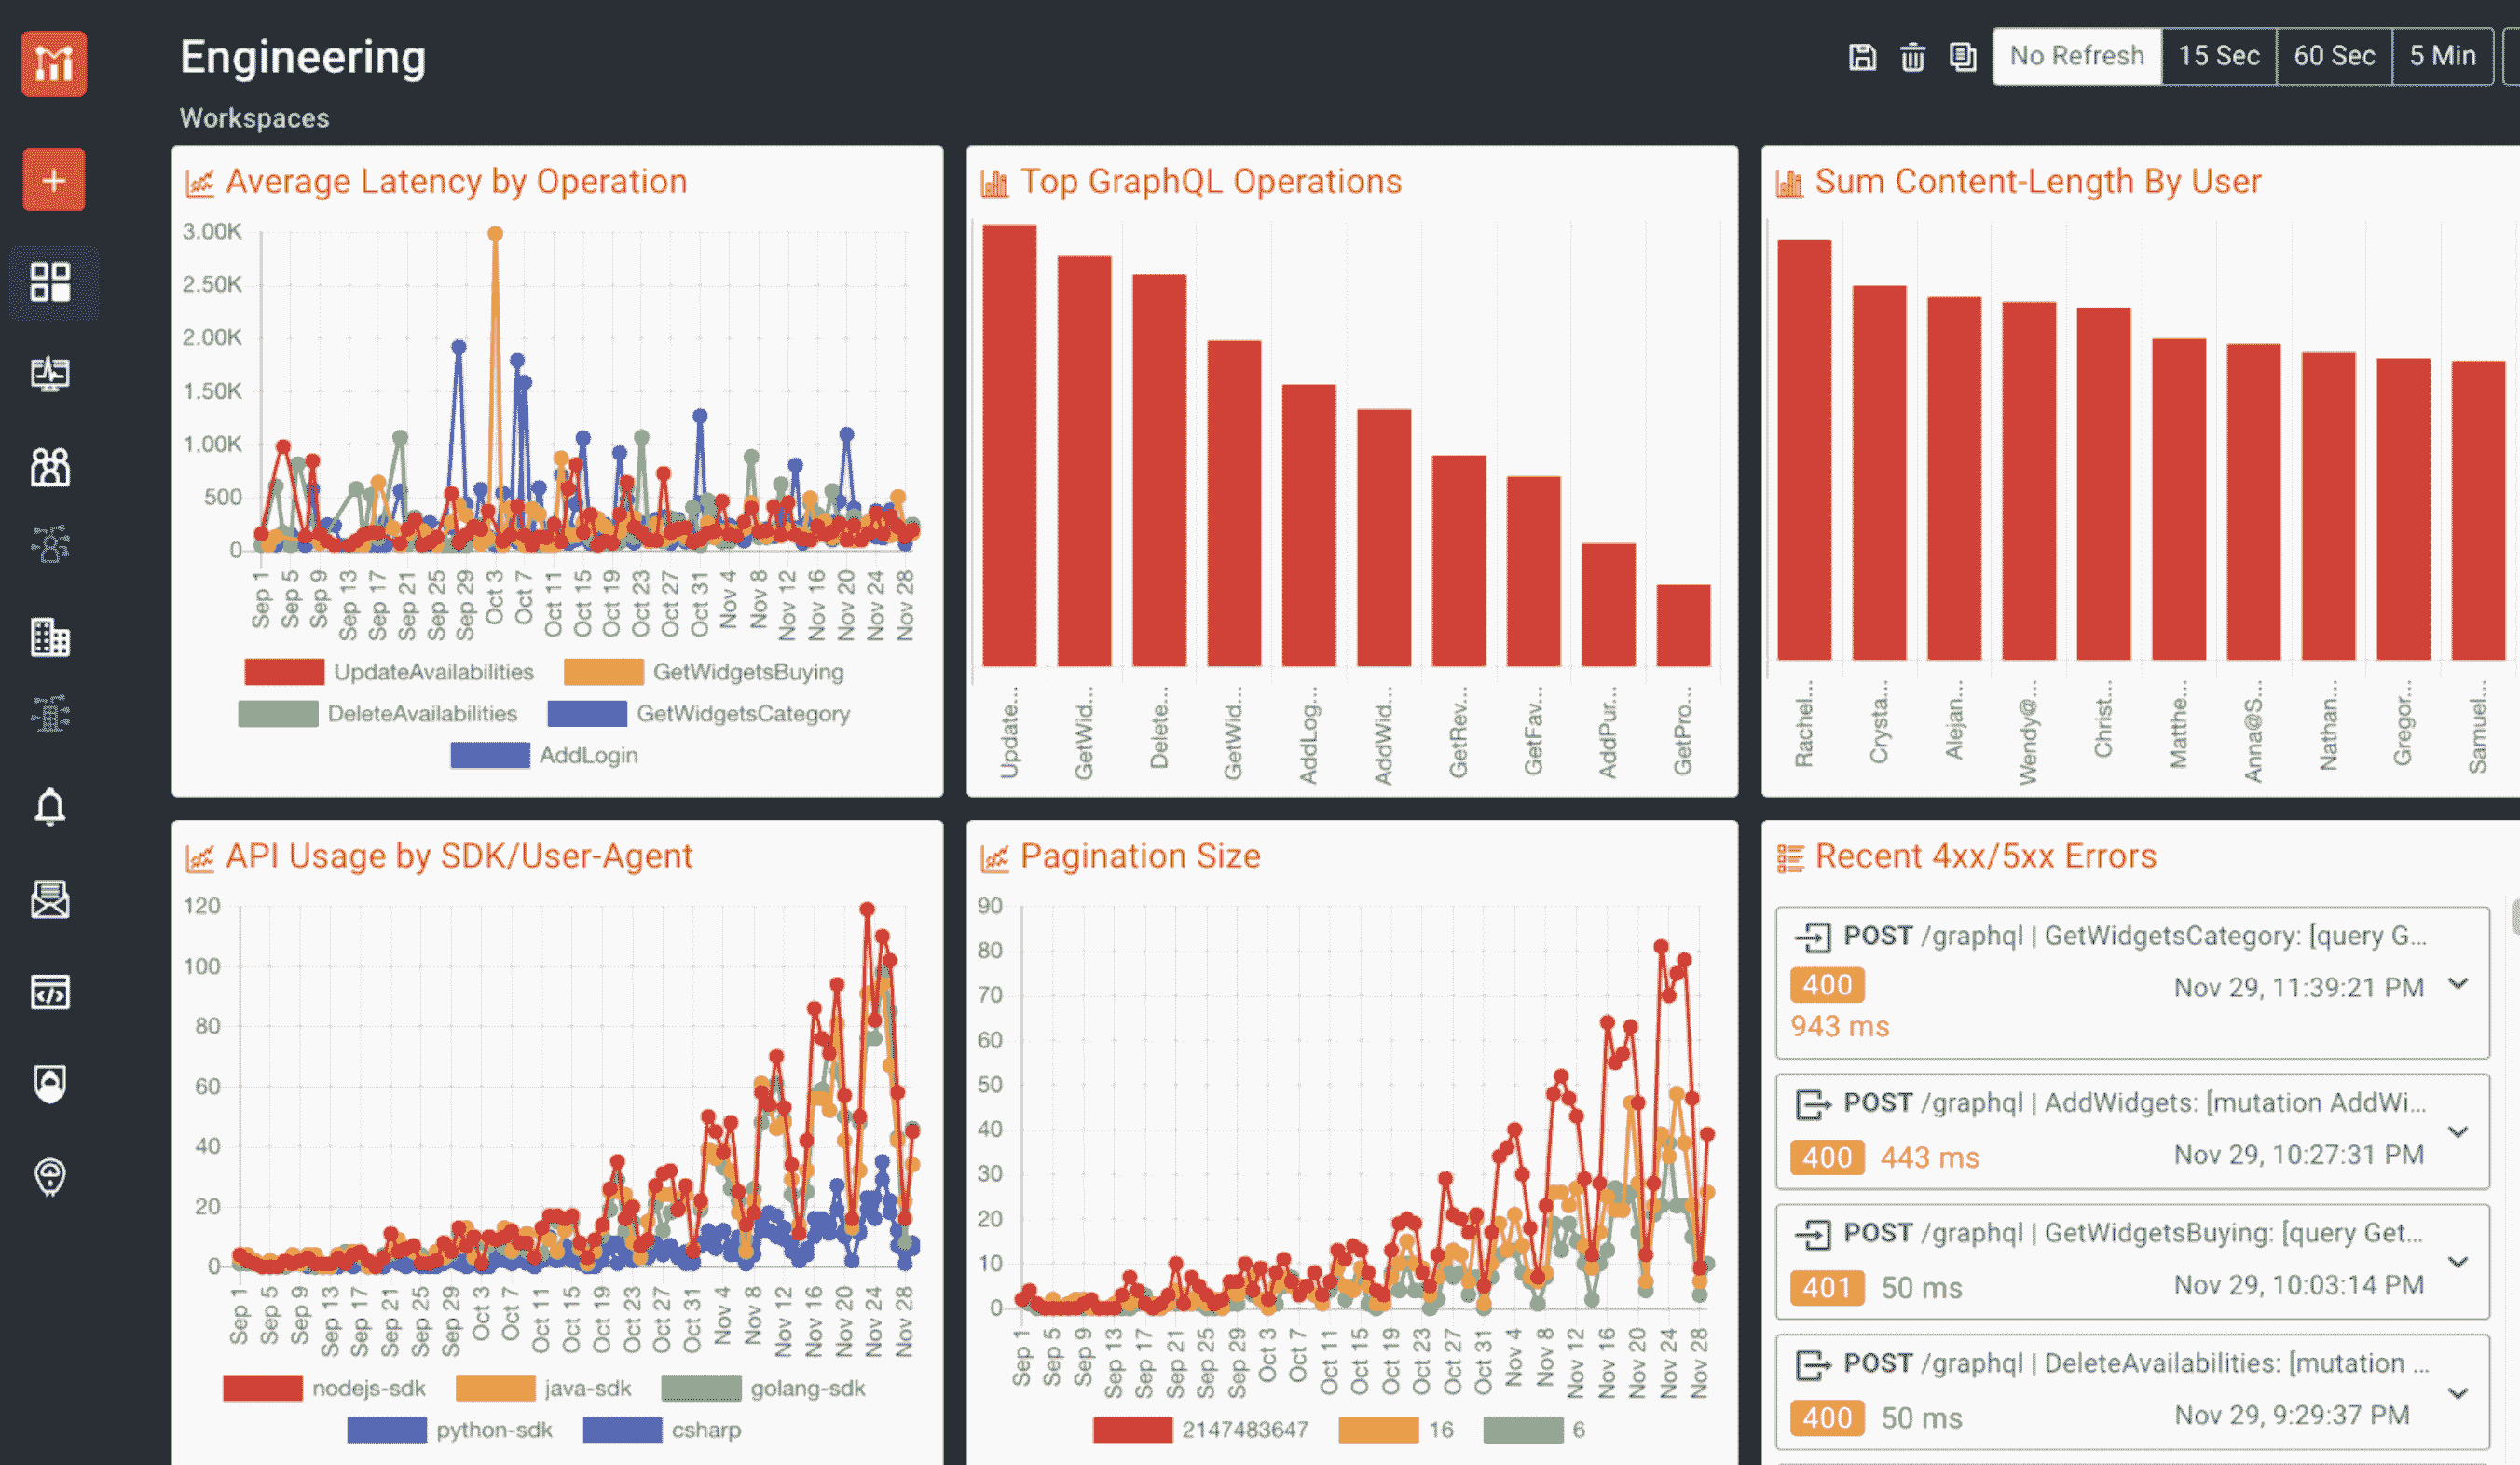 Engineering
No Refresh 15 Sec 60 Sec 5 Min
Workspaces
Average Latency by Operation
3.00K
2.50K
2.00K
1.50K
1.00K
500
0
Sep 1 Sep 5 Sep 9 Sep 13 Sep 17 Sep 21 Sep 25 Sep 29 Oct 3 Oct 7 Oct 11 Oct 15 Oct 19 Oct 23 Oct 27 Oct 31 Nov 4 Nov 8 Nov 12 Nov 16 Nov 20 Nov 24 Nov 28
UpdateAvailabilities GetWidgetsBuying
DeleteAvailabilities GetWidgetsCategory
AddLogin
Top GraphQL Operations
Update... GetWid... Delete... GetWid... AddLog... AddWid... GetRev... GetFav... AddPur... GetPro...
Sum Content-Length By User
Rachel... Crysta... Alejan... Wendy@... Christ... Matthe... Anna@S... Nathan... Gregor... Samuel...
API Usage by SDK/User-Agent
120
100
80
60
40
20
0
Sep 1 Sep 5 Sep 9 Sep 13 Sep 17 Sep 21 Sep 25 Sep 29 Oct 3 Oct 7 Oct 11 Oct 15 Oct 19 Oct 23 Oct 27 Oct 31 Nov 4 Nov 8 Nov 12 Nov 16 Nov 20 Nov 24 Nov 28
nodejs-sdk java-sdk golang-sdk
python-sdk csharp
Pagination Size
90
80
70
60
50
40
30
20
10
0
Sep 1 Sep 5 Sep 9 Sep 13 Sep 17 Sep 21 Sep 25 Sep 29 Oct 3 Oct 7 Oct 11 Oct 15 Oct 19 Oct 23 Oct 27 Oct 31 Nov 4 Nov 8 Nov 12 Nov 16 Nov 20 Nov 24 Nov 28
2147483647 16 6
Recent 4xx/5xx Errors
POST /graphql | GetWidgetsCategory: [query G...
400 Nov 29, 11:39:21 PM
943 ms
POST /graphql | AddWidgets: [mutation AddWi...
400 443 ms Nov 29, 10:27:31 PM
POST /graphql | GetWidgetsBuying: [query Get...
401 50 ms Nov 29, 10:03:14 PM
POST /graphql | DeleteAvailabilities: [mutation ...
400 50 ms Nov 29, 9:29:37 PM